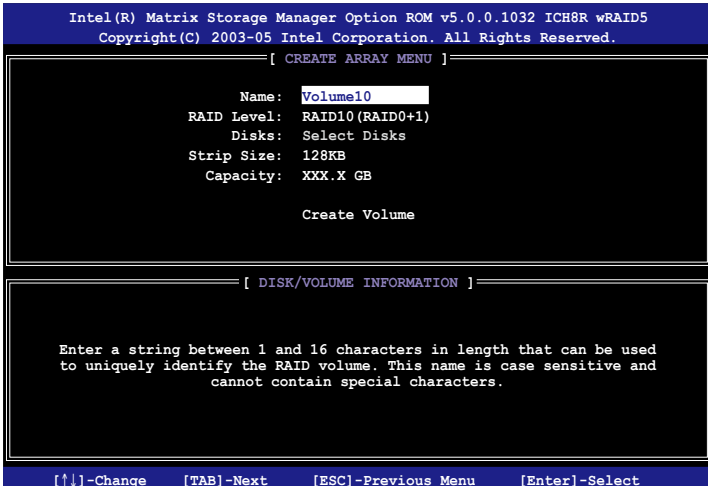 Intel(R) Matrix Storage Manager Option ROM v5.0.0.1032 ICH8R wRAID5
Copyright(C) 2003-05 Intel Corporation. All Rights Reserved.
[ CREATE ARRAY MENU ]
Name: Volume10
RAID Level: RAID10(RAID0+1)
Disks: Select Disks
Strip Size: 128KB
Capacity: XXX.X GB
Create Volume
[ DISK/VOLUME INFORMATION ]
Enter a string between 1 and 16 characters in length that can be used
to uniquely identify the RAID volume. This name is case sensitive and
cannot contain special characters.
[↑↓]-Change [TAB]-Next [ESC]-Previous Menu [Enter]-Select